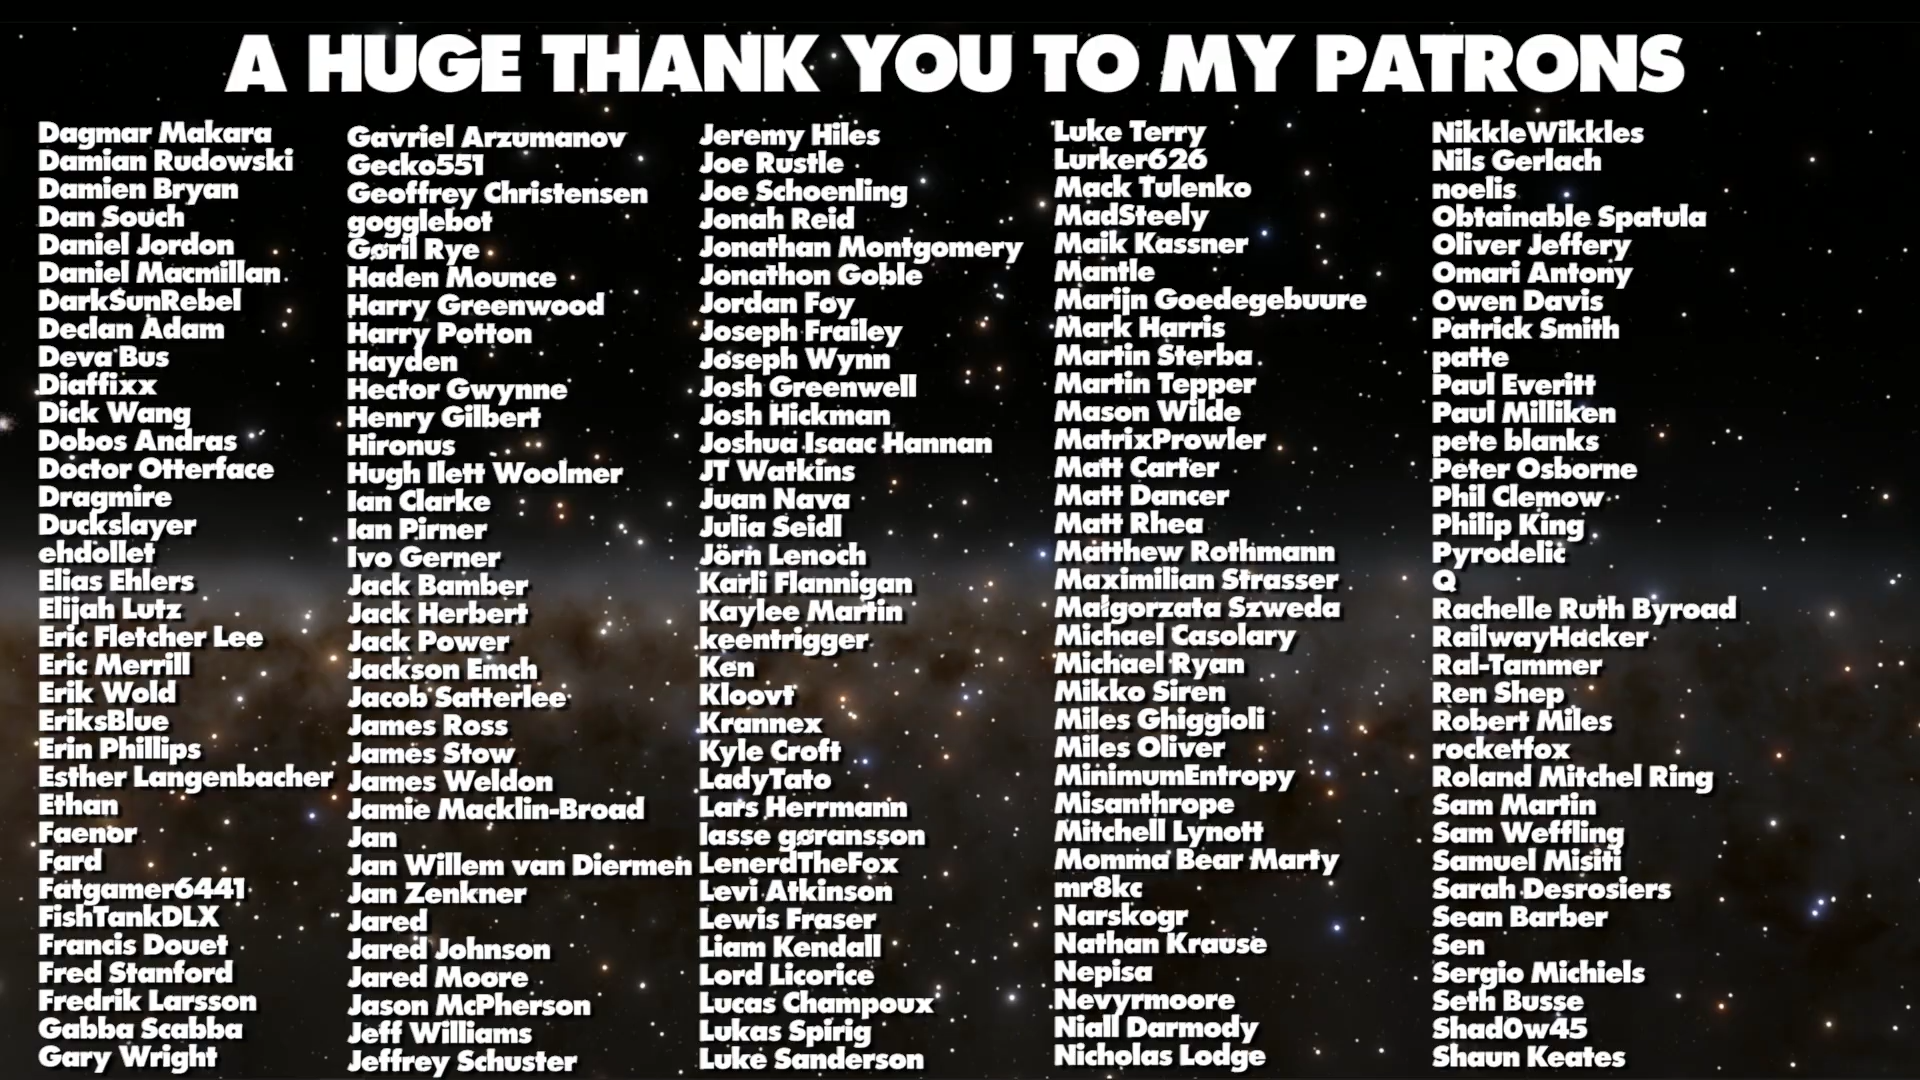 A HUGE THANK YOU TO MY PATRONS
Dagmar Makara
Damian Rudowski
Damien Bryan
Dan Souch
Daniel Jordon
Daniel Macmillan
DarkSunRebel
Declan Adam
Deva Bus
Diaffixx
Dick Wang
Dobos Andras
Doctor Otterface
Dragmire
Duckslayer
ehdollet
Elias Ehlers
Elijah Lutz
Eric Fletcher Lee
Eric Merrill
Erik Wold
EriksBlue
Erin Phillips
Esther Langenbacher
Ethan
Faenor
Fard
Fatgamer6441
FishTankDLX
Francis Douet
Fred Stanford
Fredrik Larsson
Gabba Scabba
Gary Wright
Gavriel Arzumanov
Gecko551
Geoffrey Christensen
gogglebot
Gøril Rye
Haden Mounce
Harry Greenwood
Harry Potton
Hayden
Hector Gwynne
Henry Gilbert
Hironus
Hugh Ilett Woolmer
Ian Clarke
Ian Pirner
Ivo Gerner
Jack Bamber
Jack Herbert
Jack Power
Jackson Emch
Jacob Satterlee
James Ross
James Stow
James Weldon
Jamie Macklin-Broad
Jan
Jan Willem van Diermen
Jan Zenkner
Jared
Jared Johnson
Jared Moore
Jason McPherson
Jeff Williams
Jeffrey Schuster
Jeremy Hiles
Joe Rustle
Joe Schoenling
Jonah Reid
Jonathan Montgomery
Jonathon Goble
Jordan Foy
Joseph Frailey
Joseph Wynn
Josh Greenwell
Josh Hickman
Joshua Isaac Hannan
JT Watkins
Juan Nava
Julia Seidl
Jörn Lenoch
Karli Flannigan
Kaylee Martin
keentrigger
Ken
Kloovt
Krannex
Kyle Croft
LadyTato
Lars Herrmann
lasse gøransson
LenerdTheFox
Levi Atkinson
Lewis Fraser
Liam Kendall
Lord Licorice
Lucas Champoux
Lukas Spirig
Luke Sanderson
Luke Terry
Lurker626
Mack Tulenko
MadSteely
Maik Kassner
Mantle
Marijn Goedegebuure
Mark Harris
Martin Sterba
Martin Tepper
Mason Wilde
MatrixProwler
Matt Carter
Matt Dancer
Matt Rhea
Matthew Rothmann
Maximilian Strasser
Małgorzata Szweda
Michael Casolary
Michael Ryan
Mikko Siren
Miles Ghiggioli
Miles Oliver
MinimumEntropy
Misanthrope
Mitchell Lynott
Momma Bear Marty
mr8kc
Narskogr
Nathan Krause
Nepisa
Nevyrmoore
Niall Darmody
Nicholas Lodge
NikkleWikkles
Nils Gerlach
noelis
Obtainable Spatula
Oliver Jeffery
Omari Antony
Owen Davis
Patrick Smith
patte
Paul Everitt
Paul Milliken
pete blanks
Peter Osborne
Phil Clemow
Philip King
Pyrodelic
Q
Rachelle Ruth Byroad
RailwayHacker
Ral-Tammer
Ren Shep
Robert Miles
rocketfox
Roland Mitchel Ring
Sam Martin
Sam Weffling
Samuel Misiti
Sarah Desrosiers
Sean Barber
Sen
Sergio Michiels
Seth Busse
Shad0w45
Shaun Keates